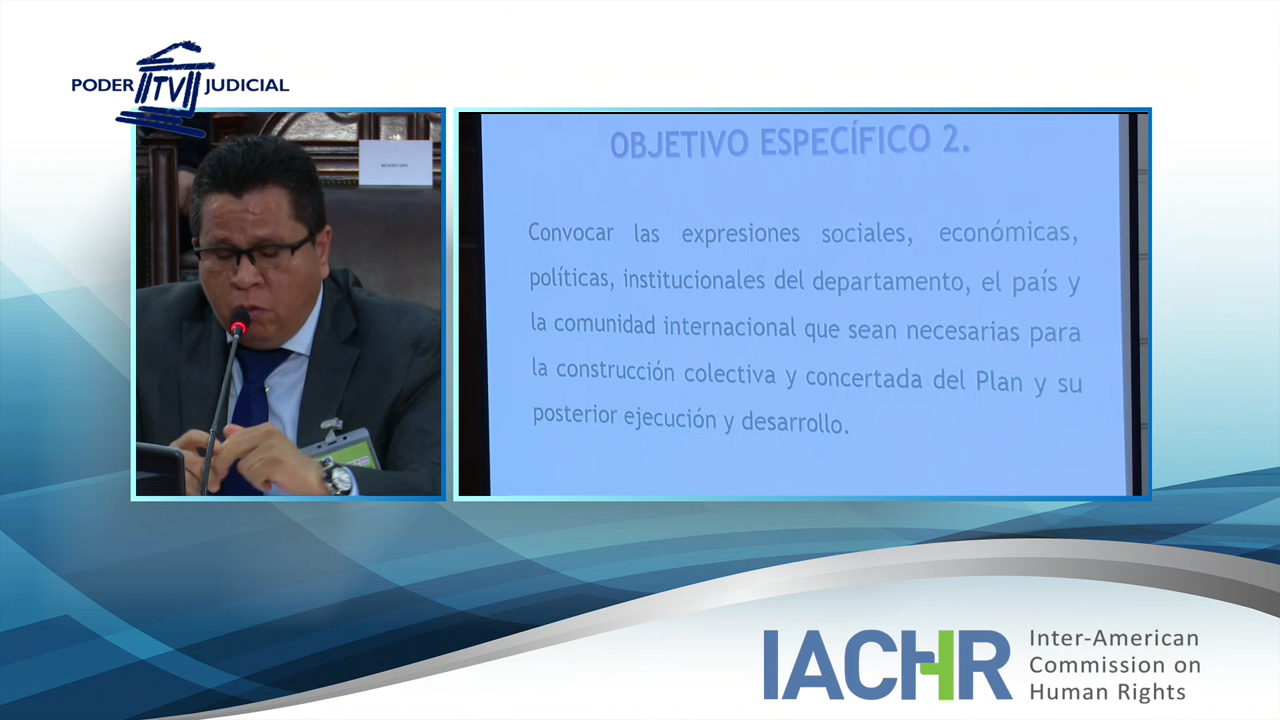 PODER TV JUDICIAL
OBJETIVO ESPECÍFICO 2.
Convocar las expresiones sociales, económicas,
políticas, institucionales del departamento, el país y
la comunidad internacional que sean necesarias para
la construcción colectiva y concertada del Plan y su
posterior ejecución y desarrollo.
IACHR
Inter-American
Commission on
Human Rights